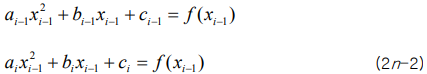 a_{i-1}x_{i-1}^2 + b_{i-1}x_{i-1} + c_{i-1} = f(x_{i-1})
a_i x_{i-1}^2 + b_i x_{i-1} + c_i = f(x_{i-1}) (2n-2)